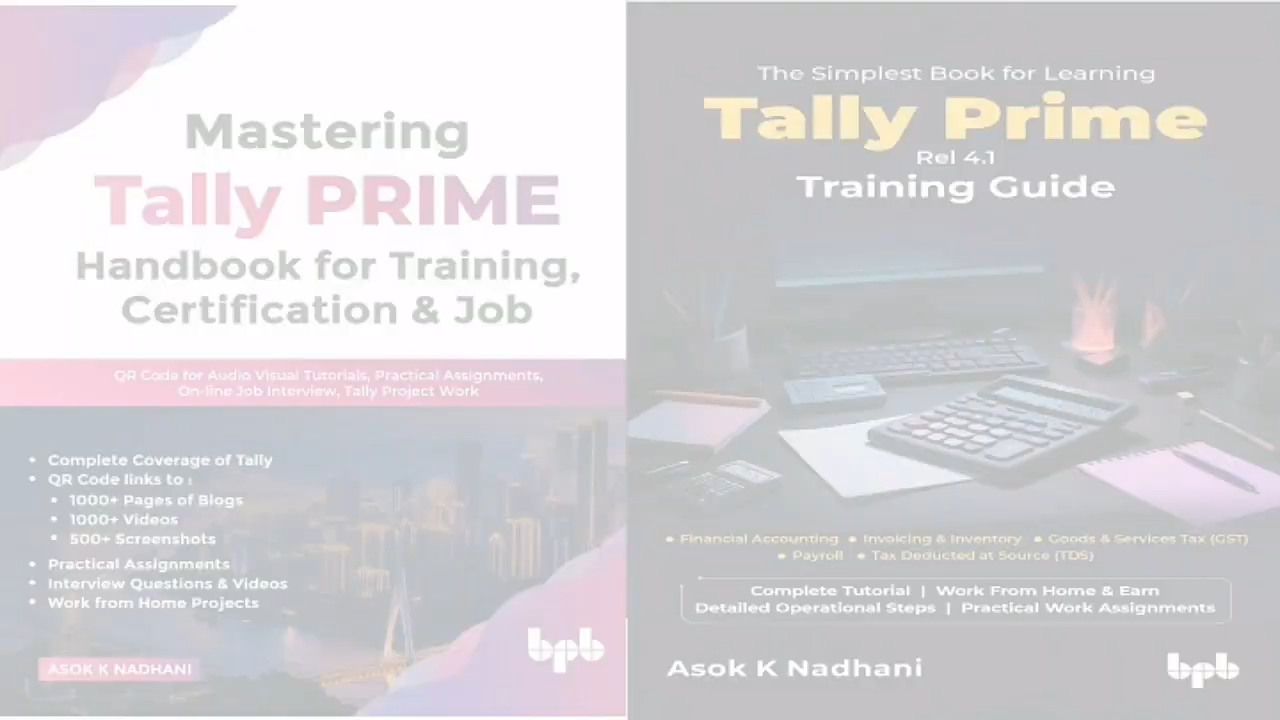 Mastering
Tally PRIME
Handbook for Training,
Certification & Job
QR Code for Audio Visual Tutorials, Practical Assignments,
On-line Job Interview, Tally Project Work
• Complete Coverage of Tally
• QR Code links to :
• 1000+ Pages of Blogs
• 1000+ Videos
• 500+ Screenshots
• Practical Assignments
• Interview Questions & Videos
• Work from Home Projects
ASOK K NADHANI
bpb
The Simplest Book for Learning
Tally Prime
Rel 4.1
Training Guide
• Financial Accounting • Invoicing & Inventory • Goods & Services Tax (GST)
• Payroll • Tax Deducted at Source (TDS)
Complete Tutorial | Work From Home & Earn
Detailed Operational Steps | Practical Work Assignments
Asok K Nadhani
bpb